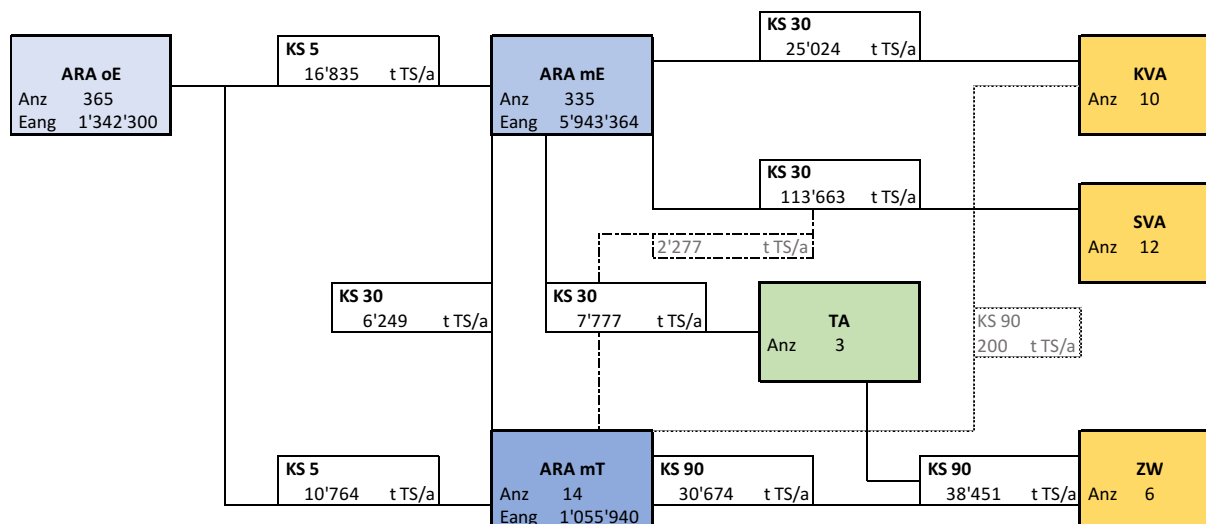 KS 30
25'024 t TS/a
KS 5
16'835 t TS/a
ARA oE
Anz 365
Eang 1'342'300
ARA mE
Anz 335
Eang 5'943'364
KVA
Anz 10
KS 30
113'663 t TS/a
SVA
Anz 12
2'277 t TS/a
KS 30
6'249 t TS/a
KS 30
7'777 t TS/a
TA
Anz 3
KS 90
200 t TS/a
KS 5
10'764 t TS/a
ARA mT
Anz 14
Eang 1'055'940
KS 90
30'674 t TS/a
KS 90
38'451 t TS/a
ZW
Anz 6